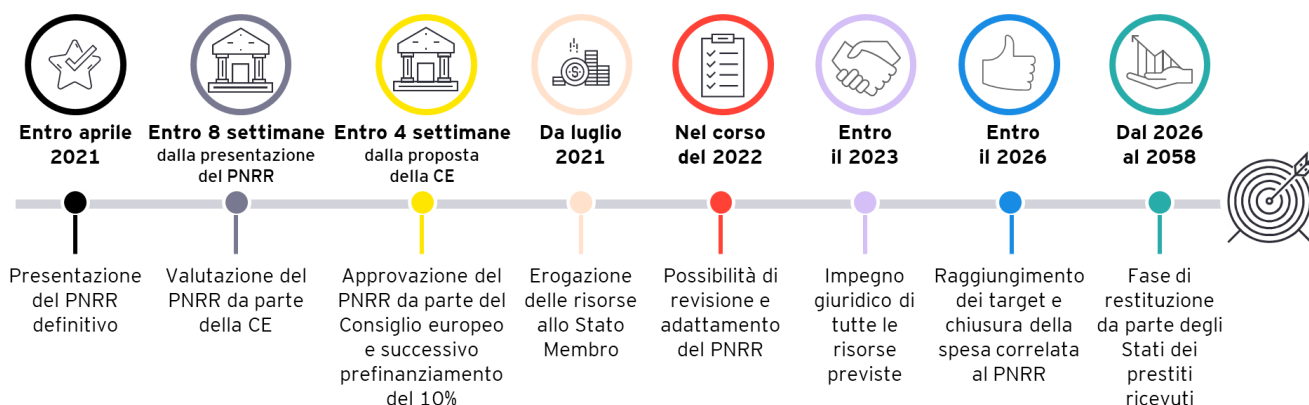 Entro aprile
2021
Entro 8 settimane
dalla presentazione
del PNRR
Entro 4 settimane
dalla proposta
della CE
Da luglio
2021
Nel corso
del 2022
Entro
il 2023
Entro
il 2026
Dal 2026
al 2058
Presentazione
del PNRR
definitivo
Valutazione del
PNRR da parte
della CE
Approvazione del
PNRR da parte del
Consiglio europeo
e successivo
prefinanziamento
del 10%
Erogazione
delle risorse
allo Stato
Membro
Possibilità di
revisione e
adattamento
del PNRR
Impegno
giuridico di
tutte le
risorse
previste
Raggiungimento
dei target e
chiusura della
spesa correlata
al PNRR
Fase di
restituzione
da parte degli
Stati dei
prestiti
ricevuti